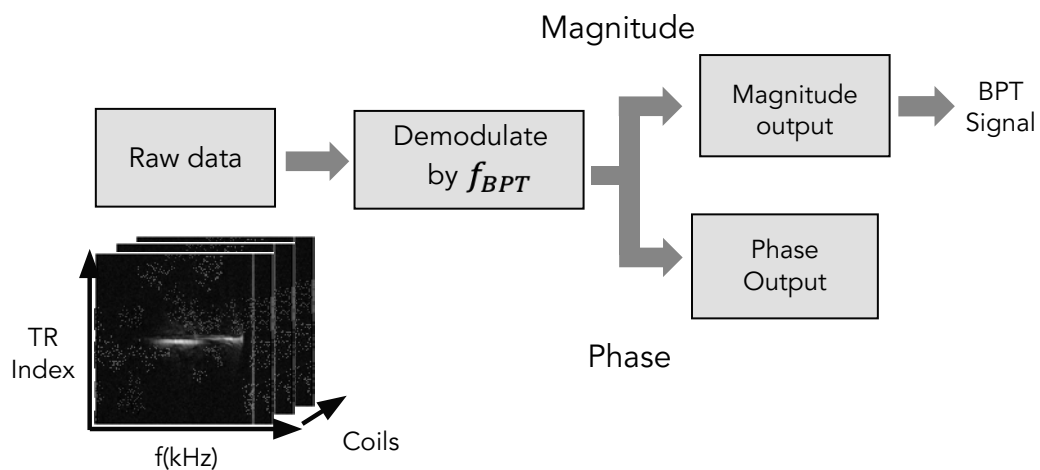 Magnitude
Raw data
Demodulate
by f_BPT
Magnitude
output
BPT
Signal
Phase
Output
Phase
TR
Index
f(kHz)
Coils